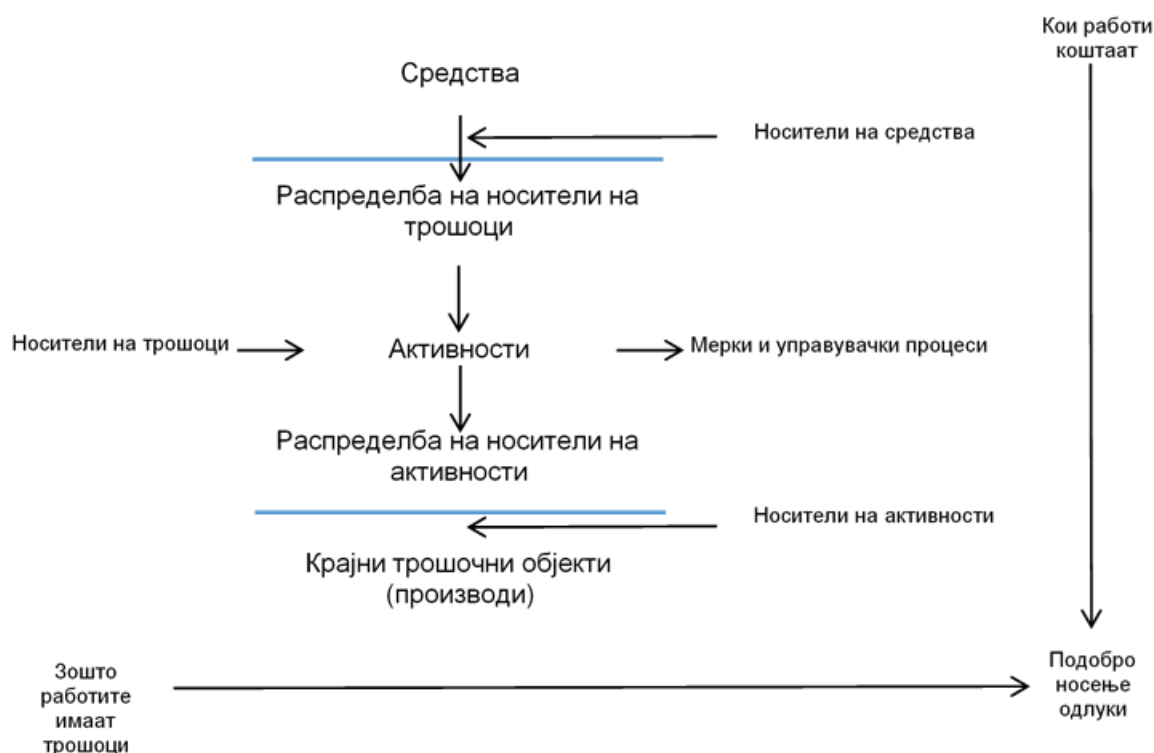 Кои работи
коштаат
Средства
Носители на средства
Распределба на носители на
трошоци
Носители на трошоци
Активности
Мерки и управувачки процеси
Распределба на носители на
активности
Носители на активности
Крајни трошочни објекти
(производи)
Зошто
работите
имаат
трошоци
Подобро
носење
одлуки